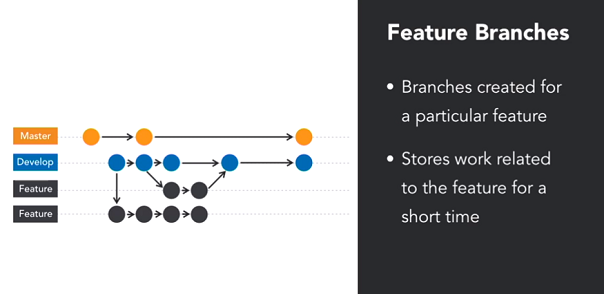 Feature Branches
• Branches created for
a particular feature
• Stores work related
to the feature for a
short time
Master
Develop
Feature
Feature